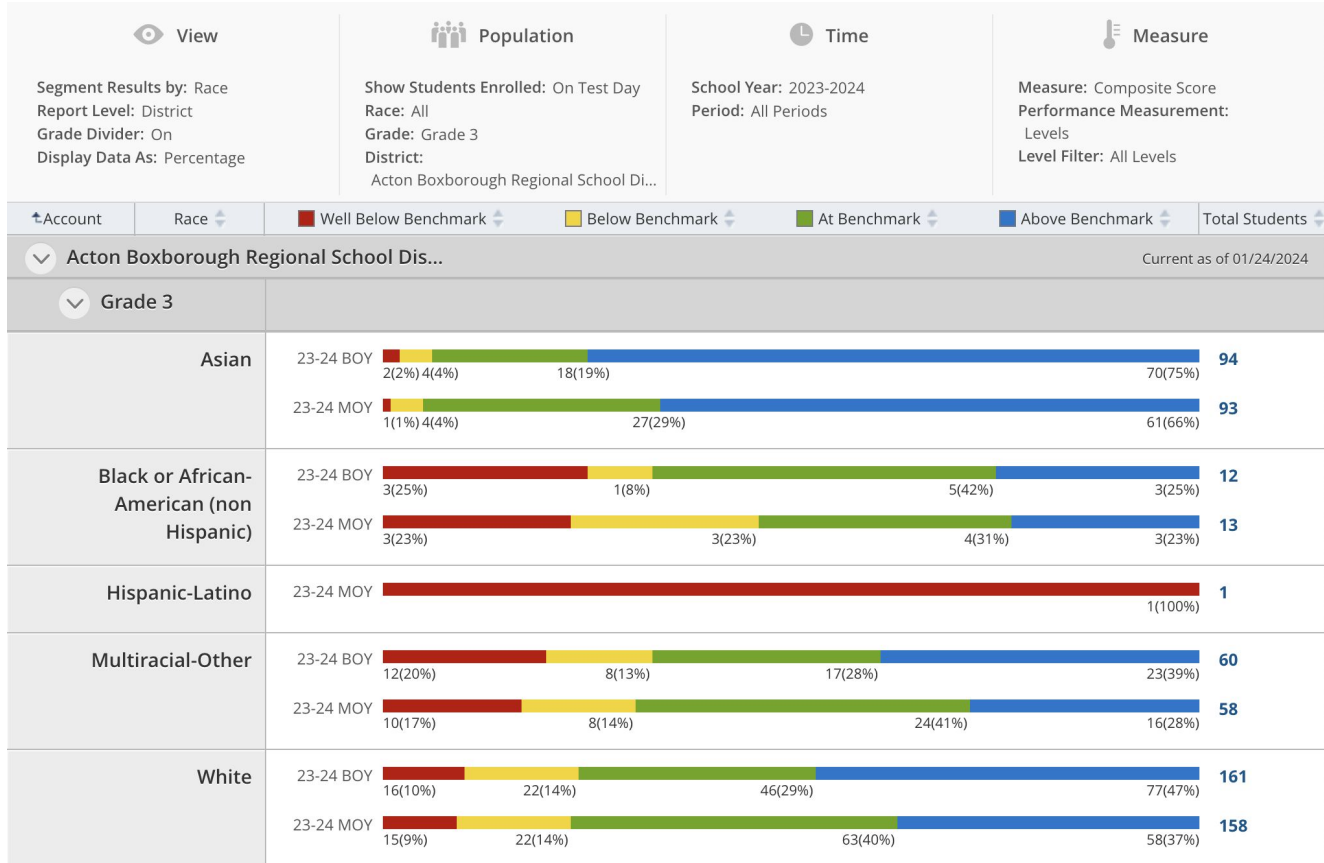 View
Population
Time
Measure
Segment Results by: Race
Report Level: District
Grade Divider: On
Display Data As: Percentage
Show Students Enrolled: On Test Day
Race: All
Grade: Grade 3
District:
Acton Boxborough Regional School Di...
School Year: 2023-2024
Period: All Periods
Measure: Composite Score
Performance Measurement:
Levels
Level Filter: All Levels
Account Race Well Below Benchmark Below Benchmark At Benchmark Above Benchmark Total Students
Acton Boxborough Regional School Dis... Current as of 01/24/2024
Grade 3
Asian 23-24 BOY 94
2(2%) 4(4%) 18(19%) 70(75%)
23-24 MOY 93
1(1%) 4(4%) 27(29%) 61(66%)
Black or African-
American (non
Hispanic)
23-24 BOY 12
3(25%) 1(8%) 5(42%) 3(25%)
23-24 MOY 13
3(23%) 3(23%) 4(31%) 3(23%)
Hispanic-Latino 23-24 MOY 1
1(100%)
Multiracial-Other 23-24 BOY 60
12(20%) 8(13%) 17(28%) 23(39%)
23-24 MOY 58
10(17%) 8(14%) 24(41%) 16(28%)
White 23-24 BOY 161
16(10%) 22(14%) 46(29%) 77(47%)
23-24 MOY 158
15(9%) 22(14%) 63(40%) 58(37%)